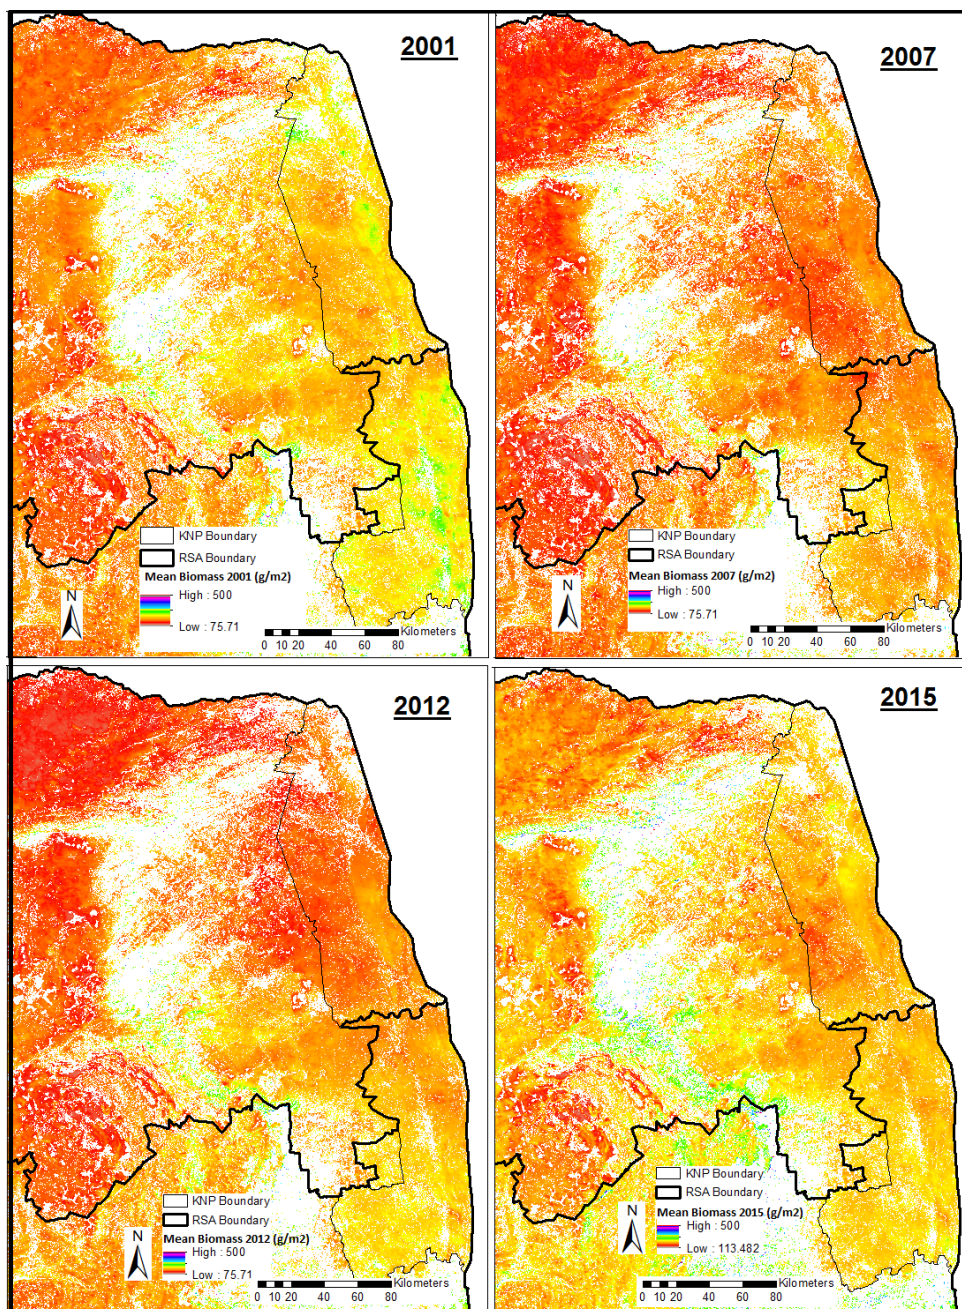 2001
KNP Boundary
RSA Boundary
Mean Biomass 2001 (g/m2)
High : 500
Low : 75.71
N
Kilometers
0 10 20 40 60 80
2007
KNP Boundary
RSA Boundary
Mean Biomass 2007 (g/m2)
High : 500
Low : 75.71
N
Kilometers
0 10 20 40 60 80
2012
KNP Boundary
RSA Boundary
Mean Biomass 2012 (g/m2)
High : 500
Low : 75.71
N
Kilometers
0 10 20 40 60 80
2015
KNP Boundary
RSA Boundary
Mean Biomass 2015 (g/m2)
High : 500
Low : 113.482
N
Kilometers
0 10 20 40 60 80